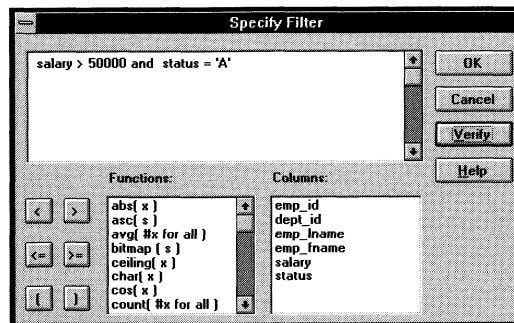 Specify Filter
salary > 50000 and status = 'A'
OK
Cancel
Verify
Help
Functions:
Columns:
< >
<= >=
( )
abs( x )
asc( s )
avg( #x for all )
bitmap ( s )
ceiling( x )
char( x )
cos( x )
count( #x for all )
emp_id
dept_id
emp_lname
emp_fname
salary
status